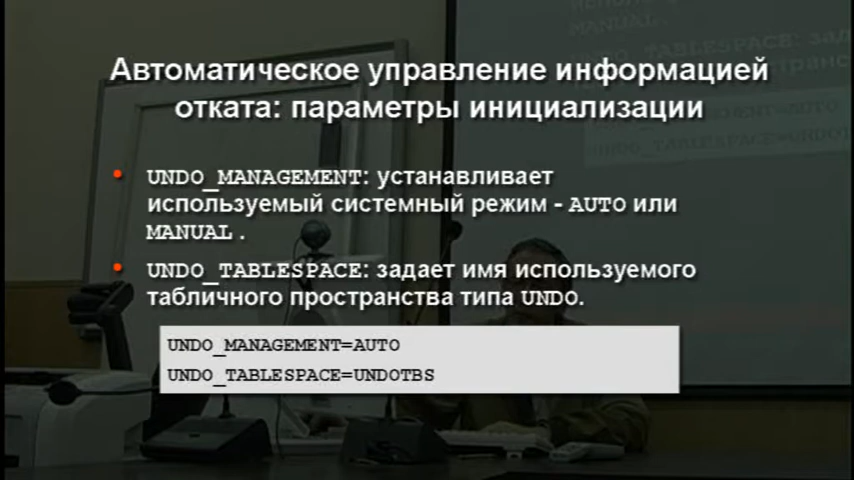 Автоматическое управление информацией
отката: параметры инициализации
• UNDO_MANAGEMENT: устанавливает
используемый системный режим - AUTO или
MANUAL .
• UNDO_TABLESPACE: задает имя используемого
табличного пространства типа UNDO.
UNDO_MANAGEMENT=AUTO
UNDO_TABLESPACE=UNDOTBS